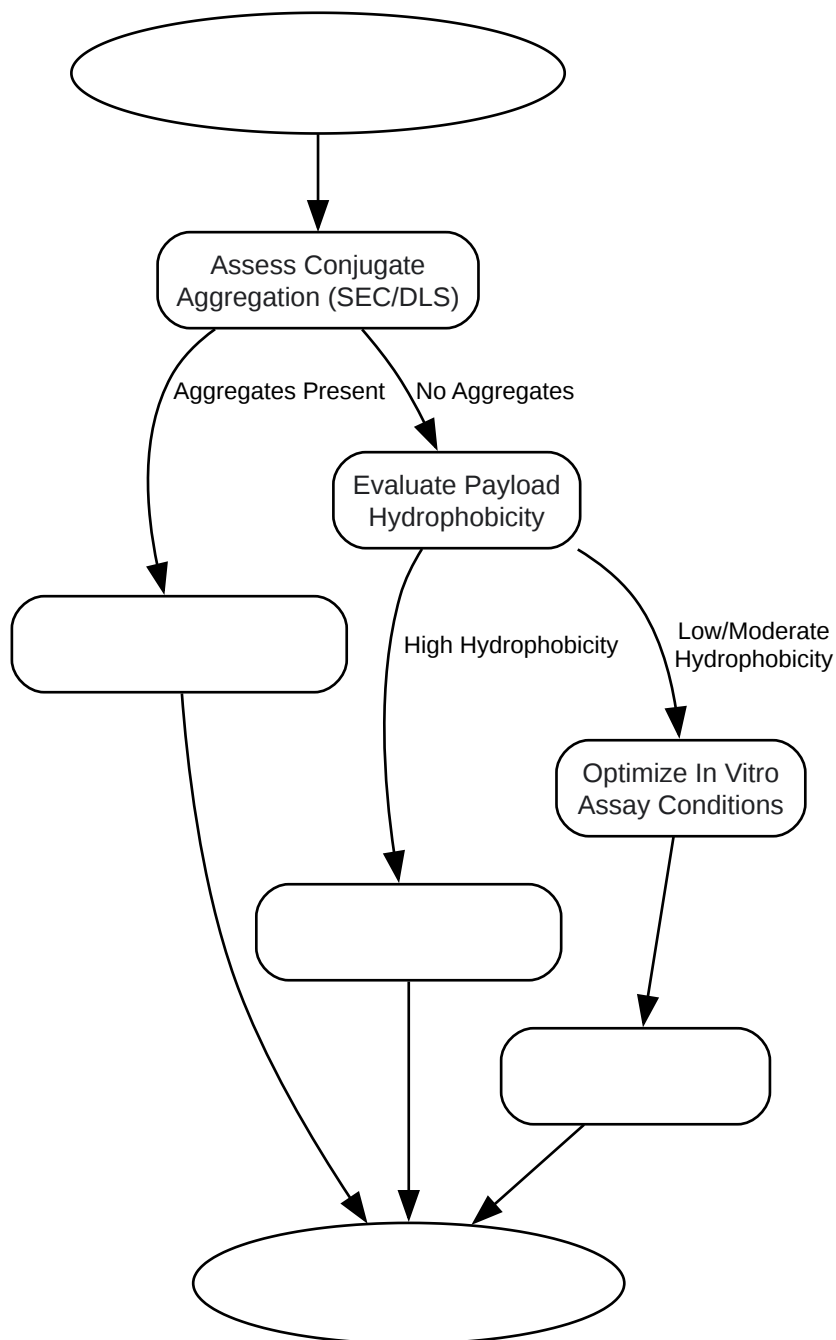 Assess Conjugate
Aggregation (SEC/DLS)
Aggregates Present
No Aggregates
Evaluate Payload
Hydrophobicity
High Hydrophobicity
Low/Moderate
Hydrophobicity
Optimize In Vitro
Assay Conditions